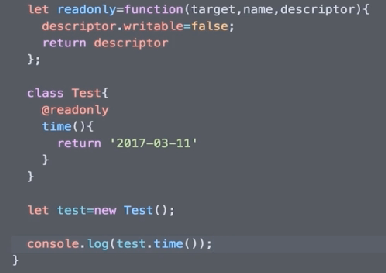 let readonly=function(target,name,descriptor){
descriptor.writable=false;
return descriptor
};
class Test{
@readonly
time(){
return '2017-03-11'
}
}
let test=new Test();
console.log(test.time());
}